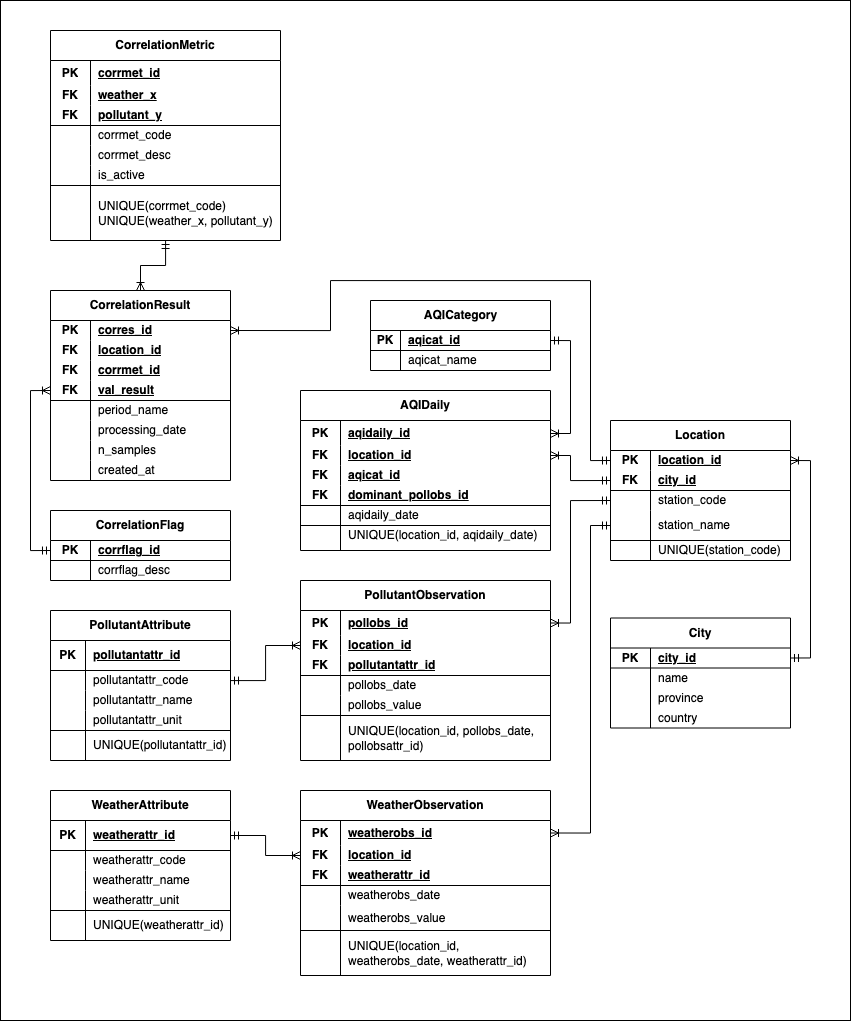 CorrelationMetric
PK corrmet_id
FK weather_x
FK pollutant_y
corrmet_code
corrmet_desc
is_active
UNIQUE(corrmet_code)
UNIQUE(weather_x, pollutant_y)
CorrelationResult
PK corres_id
FK location_id
FK corrmet_id
FK val_result
period_name
processing_date
n_samples
created_at
CorrelationFlag
PK corrflag_id
corrflag_desc
PollutantAttribute
PK pollutantattr_id
pollutantattr_code
pollutantattr_name
pollutantattr_unit
UNIQUE(pollutantattr_id)
WeatherAttribute
PK weatherattr_id
weatherattr_code
weatherattr_name
weatherattr_unit
UNIQUE(weatherattr_id)
AQICategory
PK aqicat_id
aqicat_name
AQIDaily
PK aqidaily_id
FK location_id
FK aqicat_id
FK dominant_pollobs_id
aqidaily_date
UNIQUE(location_id, aqidaily_date)
PollutantObservation
PK pollobs_id
FK location_id
FK pollutantattr_id
pollobs_date
pollobs_value
UNIQUE(location_id, pollobs_date,
pollobsattr_id)
WeatherObservation
PK weatherobs_id
FK location_id
FK weatherattr_id
weatherobs_date
weatherobs_value
UNIQUE(location_id,
weatherobs_date, weatherattr_id)
Location
PK location_id
FK city_id
station_code
station_name
UNIQUE(station_code)
City
PK city_id
name
province
country